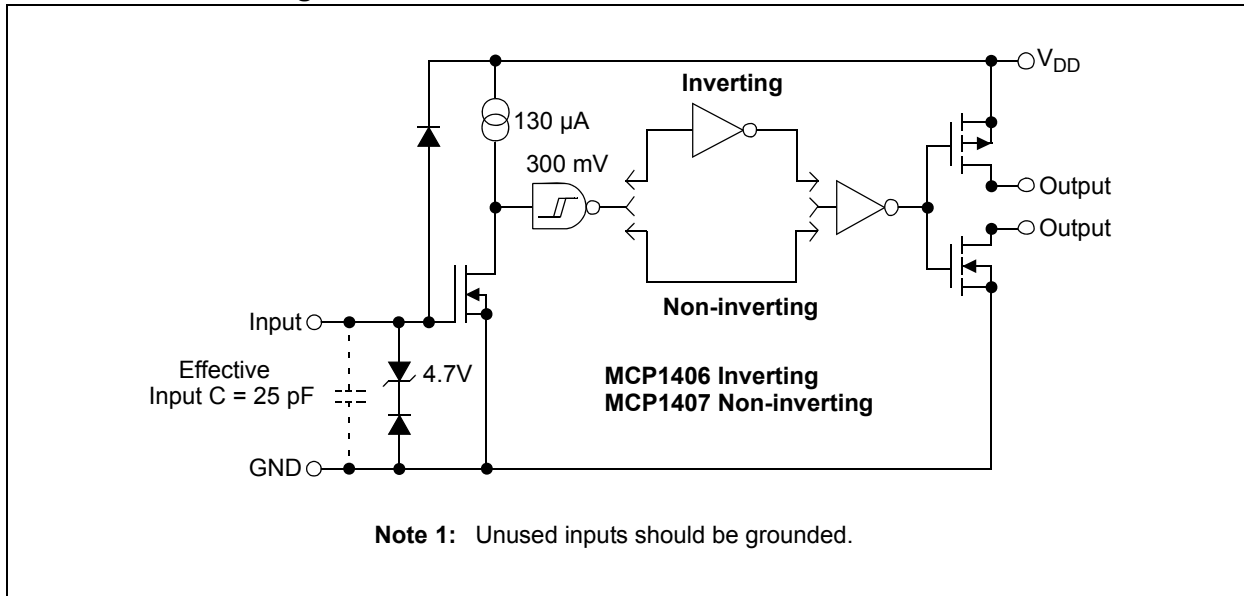 V_DD
Inverting
130 µA
300 mV
Output
Output
Non-inverting
Input
Effective
Input C = 25 pF
4.7V
MCP1406 Inverting
MCP1407 Non-inverting
GND
Note 1: Unused inputs should be grounded.